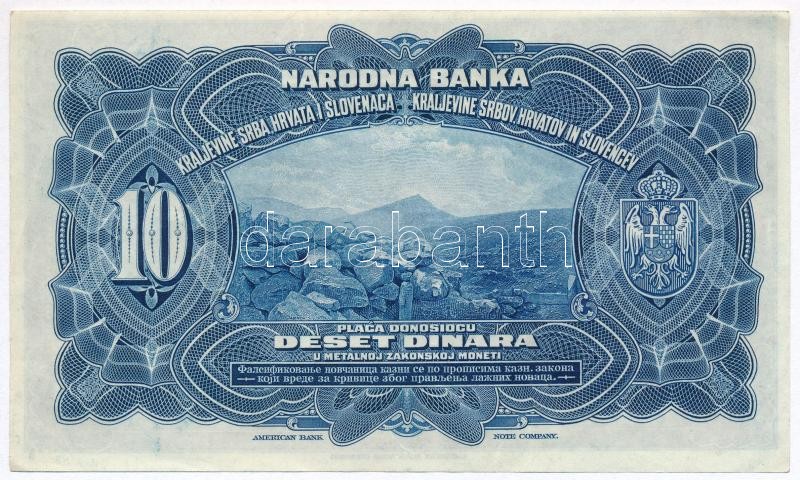 NARODNA BANKA
KRALJEVINE SRBA HRVATA I SLOVENACA + KRALJEVINE SRBOV HRVATOV IN SLOVENCEV
10
darabanth
PLAĆA DONOSIOCU
DESET DINARA
U METALNOJ ZAKONSKOJ MONETI
Фалсификовање новчаница казни се по прописима казн. закона
који вреде за кривице због прављења лажних новаца.
AMERICAN BANK NOTE COMPANY.